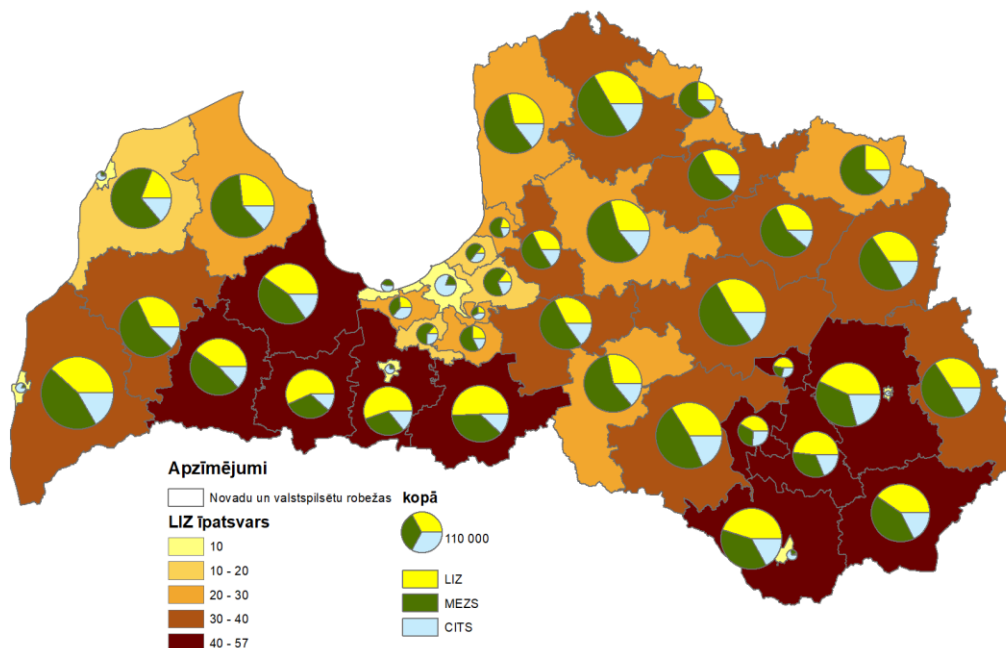 Apzīmējumi
Novadu un valstspilsētu robežas
LIZ īpatsvars
10
10 - 20
20 - 30
30 - 40
40 - 57
kopā
110 000
LIZ
MEZS
CITS